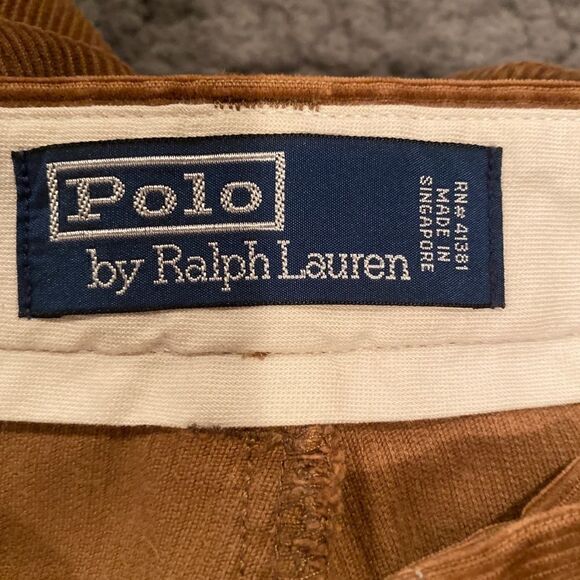 Polo
by Ralph Lauren
RN# 41381
MADE IN
SINGAPORE